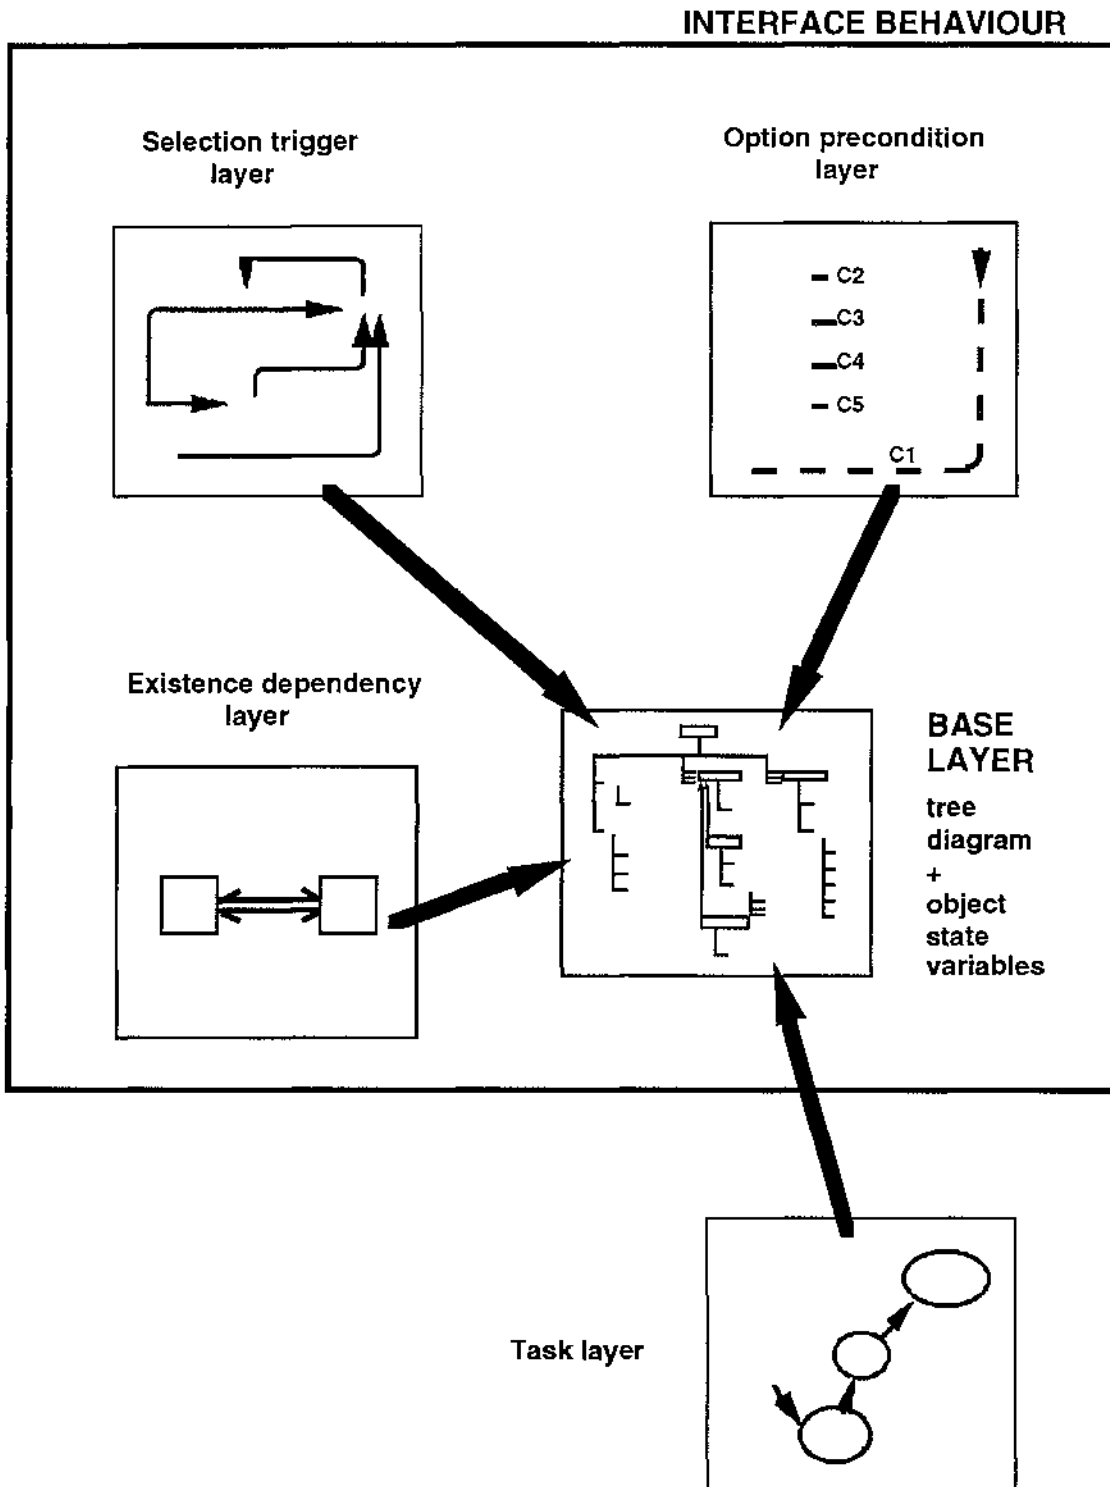 INTERFACE BEHAVIOUR
Selection trigger
layer
Option precondition
layer
C2
C3
C4
C5
C1
Existence dependency
layer
BASE
LAYER
tree
diagram
+
object
state
variables
Task layer